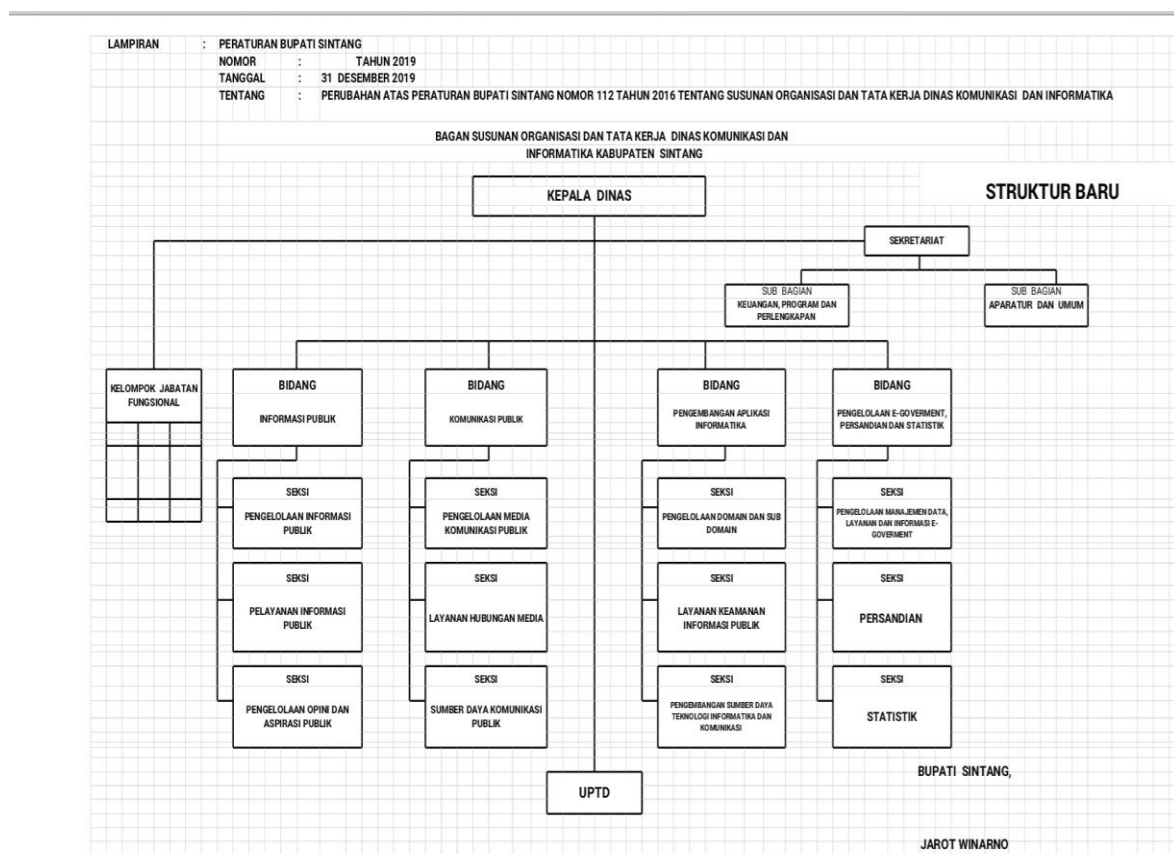 LAMPIRAN : PERATURAN BUPATI SINTANG
NOMOR : TAHUN 2019
TANGGAL : 31 DESEMBER 2019
TENTANG : PERUBAHAN ATAS PERATURAN BUPATI SINTANG NOMOR 112 TAHUN 2016 TENTANG SUSUNAN ORGANISASI DAN TATA KERJA DINAS KOMUNIKASI DAN INFORMATIKA
BAGAN SUSUNAN ORGANISASI DAN TATA KERJA DINAS KOMUNIKASI DAN
INFORMATIKA KABUPATEN SINTANG
STRUKTUR BARU
KEPALA DINAS
SEKRETARIAT
SUB BAGIAN
KEUANGAN, PROGRAM DAN
PERLENGKAPAN
SUB BAGIAN
APARATUR DAN UMUM
KELOMPOK JABATAN
FUNGSIONAL
BIDANG
INFORMASI PUBLIK
BIDANG
KOMUNIKASI PUBLIK
BIDANG
PENGEMBANGAN APLIKASI
INFORMATIKA
BIDANG
PENGELOLAAN E-GOVERMENT,
PERSANDIAN DAN STATISTIK
SEKSI
PENGELOLAAN INFORMASI
PUBLIK
SEKSI
PENGELOLAAN MEDIA
KOMUNIKASI PUBLIK
SEKSI
PENGELOLAAN DOMAIN DAN SUB
DOMAIN
SEKSI
PENGELOLAAN MANAJEMEN DATA,
LAYANAN DAN INFORMASI E-
GOVERMENT
SEKSI
PELAYANAN INFORMASI
PUBLIK
SEKSI
LAYANAN HUBUNGAN MEDIA
SEKSI
LAYANAN KEAMANAN
INFORMASI PUBLIK
SEKSI
PERSANDIAN
SEKSI
PENGELOLAAN OPINI DAN
ASPIRASI PUBLIK
SEKSI
SUMBER DAYA KOMUNIKASI
PUBLIK
SEKSI
PENGEMBANGAN SUMBER DAYA
TEKNOLOGI INFORMATIKA DAN
KOMUNIKASI
SEKSI
STATISTIK
UPTD
BUPATI SINTANG,
JAROT WINARNO